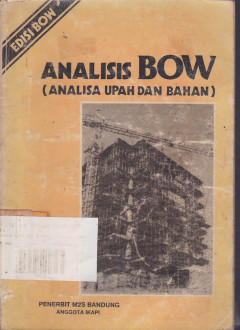 EDISI BOW
ANALISIS BOW
(ANALISA UPAH DAN BAHAN)
PENERBIT M2S BANDUNG
ANGGOTA IKAPI